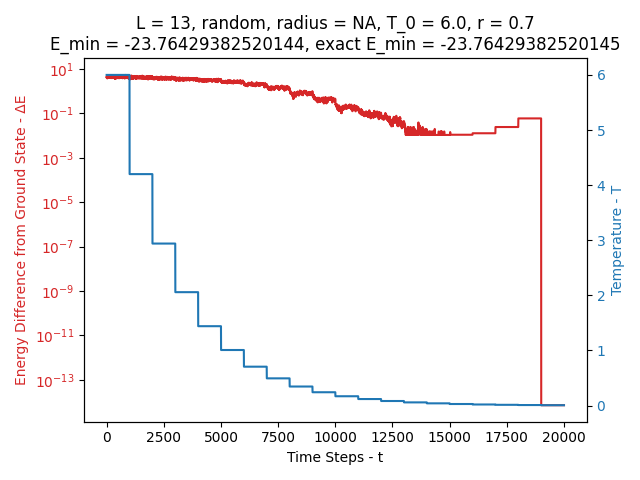 L = 13, random, radius = NA, T_0 = 6.0, r = 0.7
E_min = -23.76429382520144, exact E_min = -23.76429382520145
Energy Difference from Ground State - ΔE
10¹
10⁻¹
10⁻³
10⁻⁵
10⁻⁷
10⁻⁹
10⁻¹¹
10⁻¹³
6
5
4
3
2
1
0
Temperature - T
0 2500 5000 7500 10000 12500 15000 17500 20000
Time Steps - t